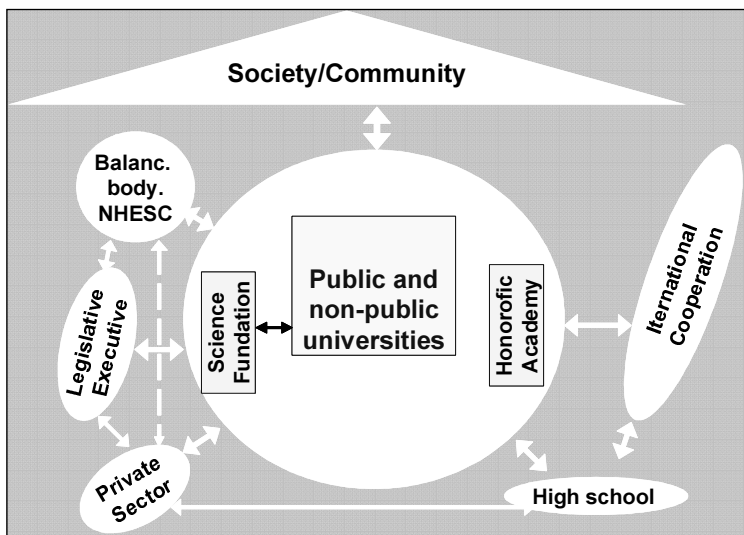 Society/Community
Balanc.
body.
NHESC
Legislative
Executive
Private
Sector
Science
Fundation
Public and
non-public
universities
Honorofic
Academy
Iternational
Cooperation
High school